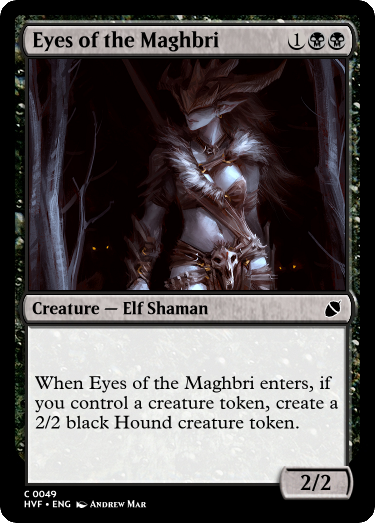 Eyes of the Maghbri 1
Creature — Elf Shaman
When Eyes of the Maghbri enters, if
you control a creature token, create a
2/2 black Hound creature token.
2/2
C 0049
HVF • ENG Andrew Mar